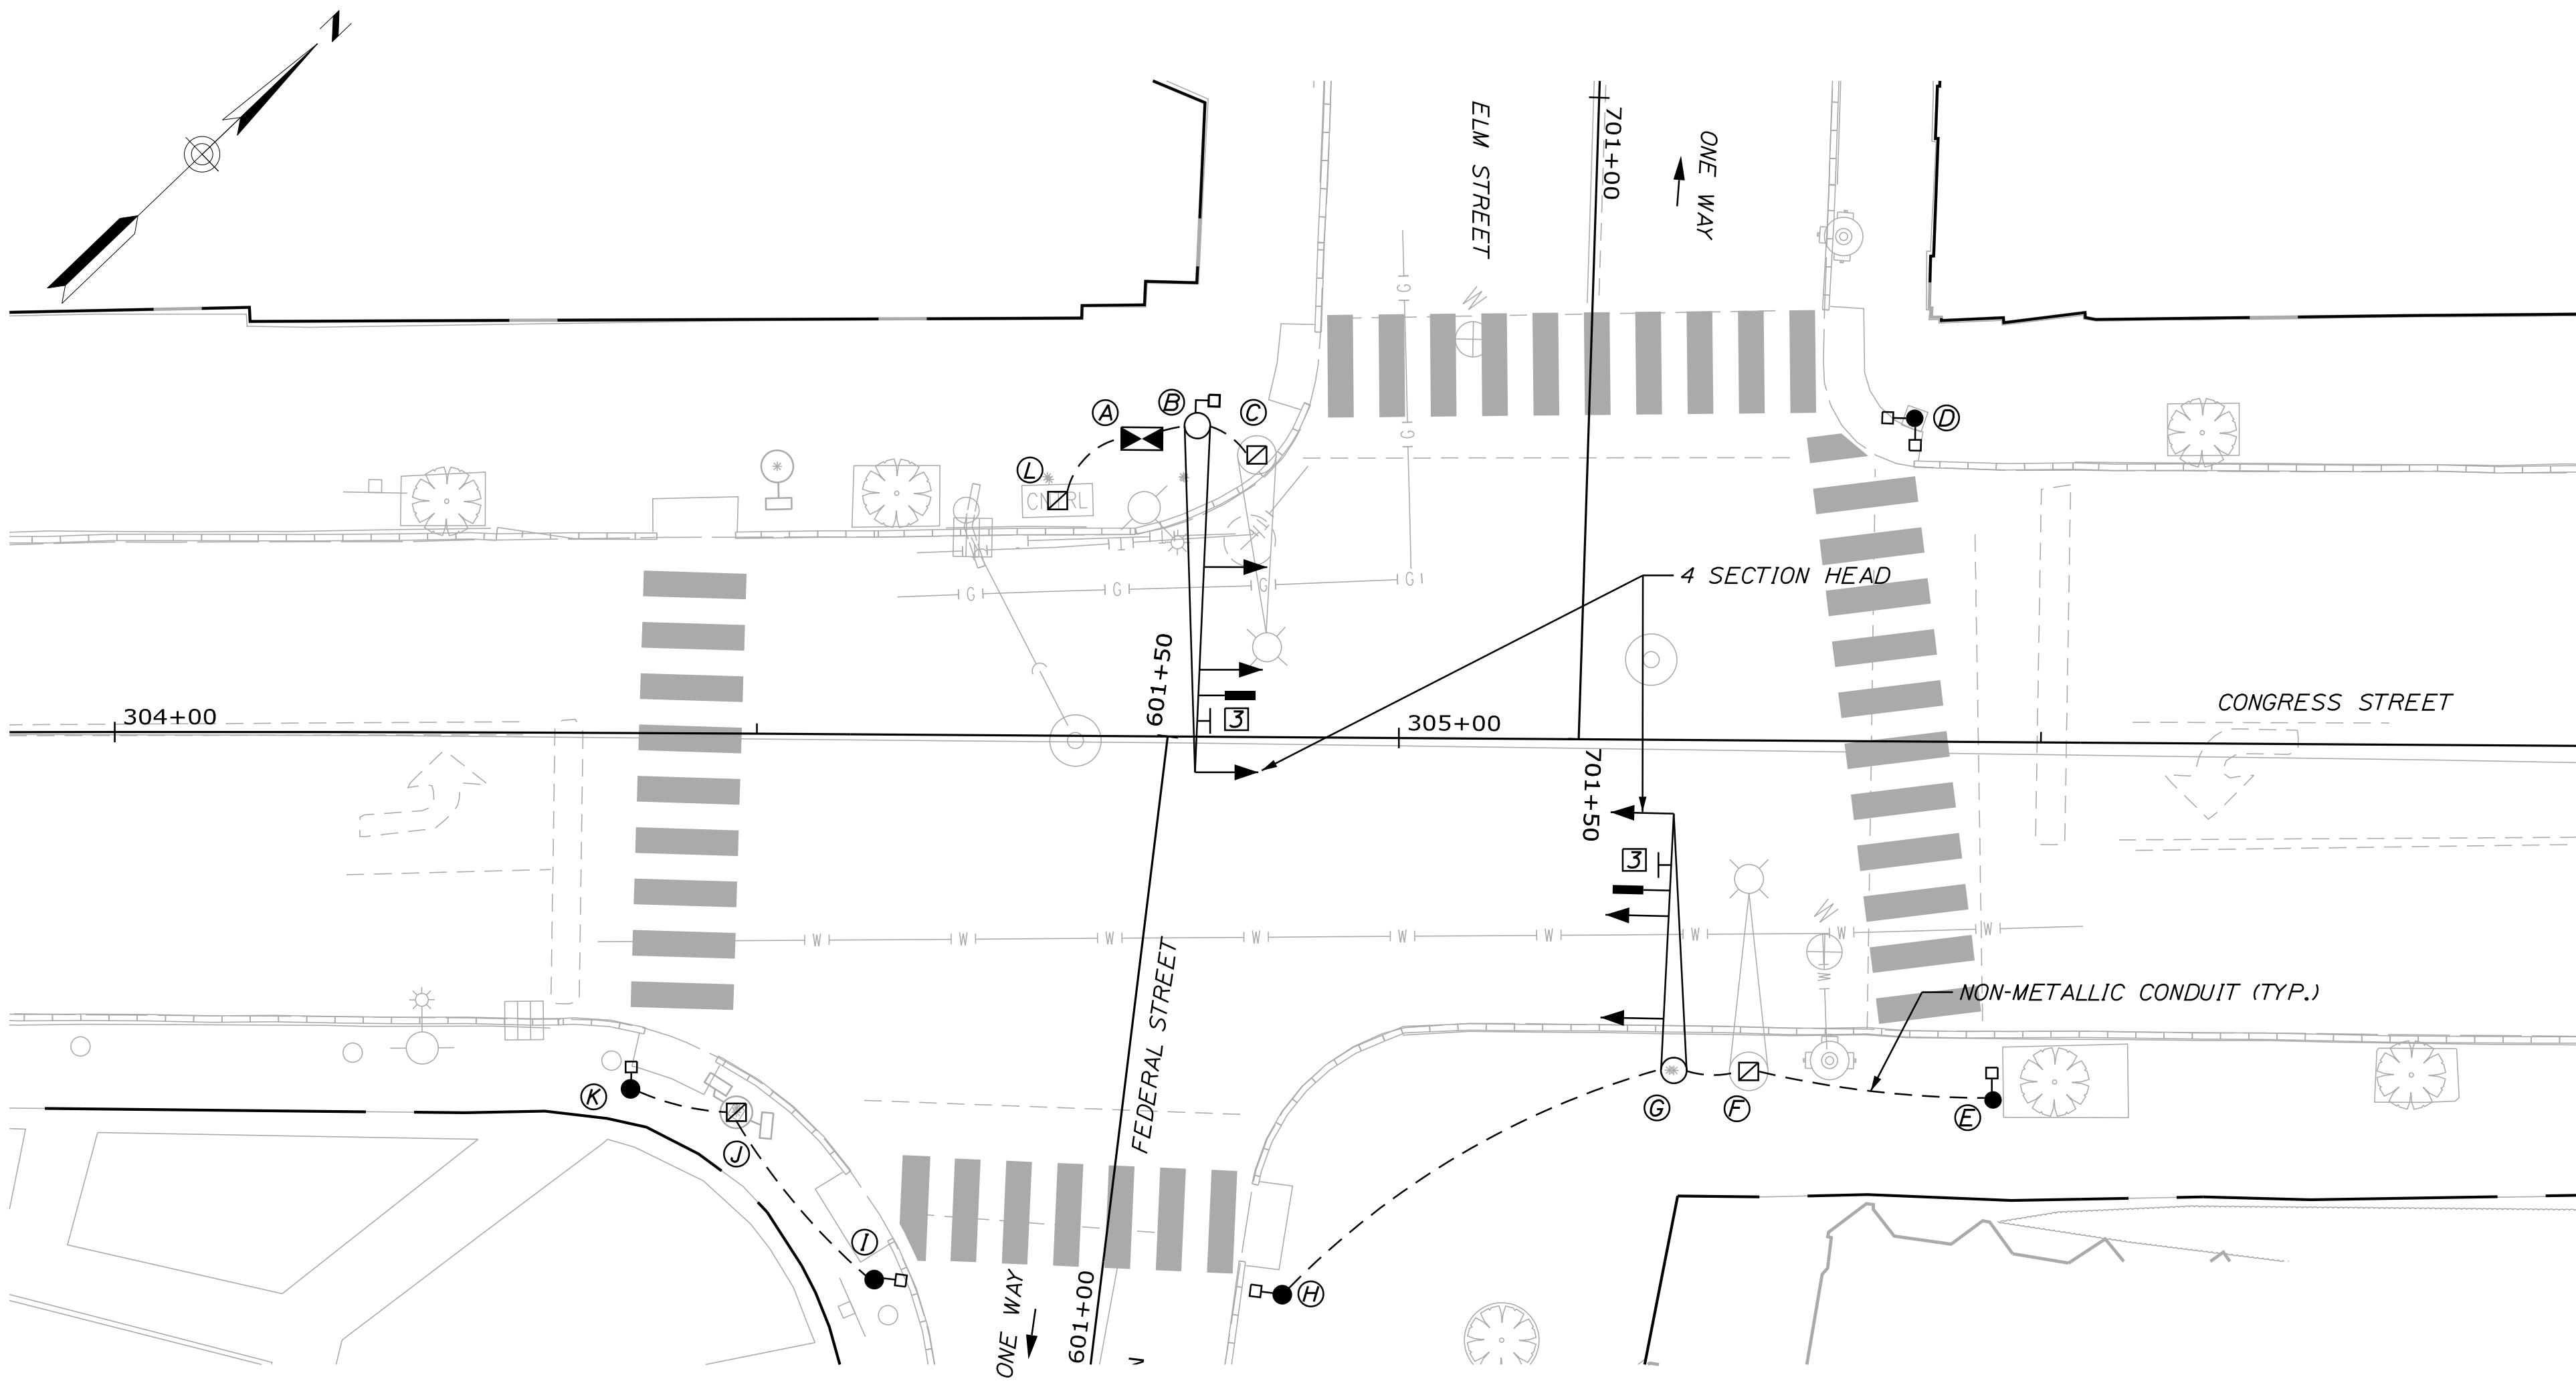 N
ELM STREET
701+00
ONE WAY
A
B
C
D
L
CNTRL
G
G
4 SECTION HEAD
G
G
G
G
601+50
3
304+00
305+00
CONGRESS STREET
701+50
3
W
W
W
W
W
W
W
W
W
FEDERAL STREET
NON-METALLIC CONDUIT (TYP.)
K
J
G
F
E
I
H
ONE WAY
601+00